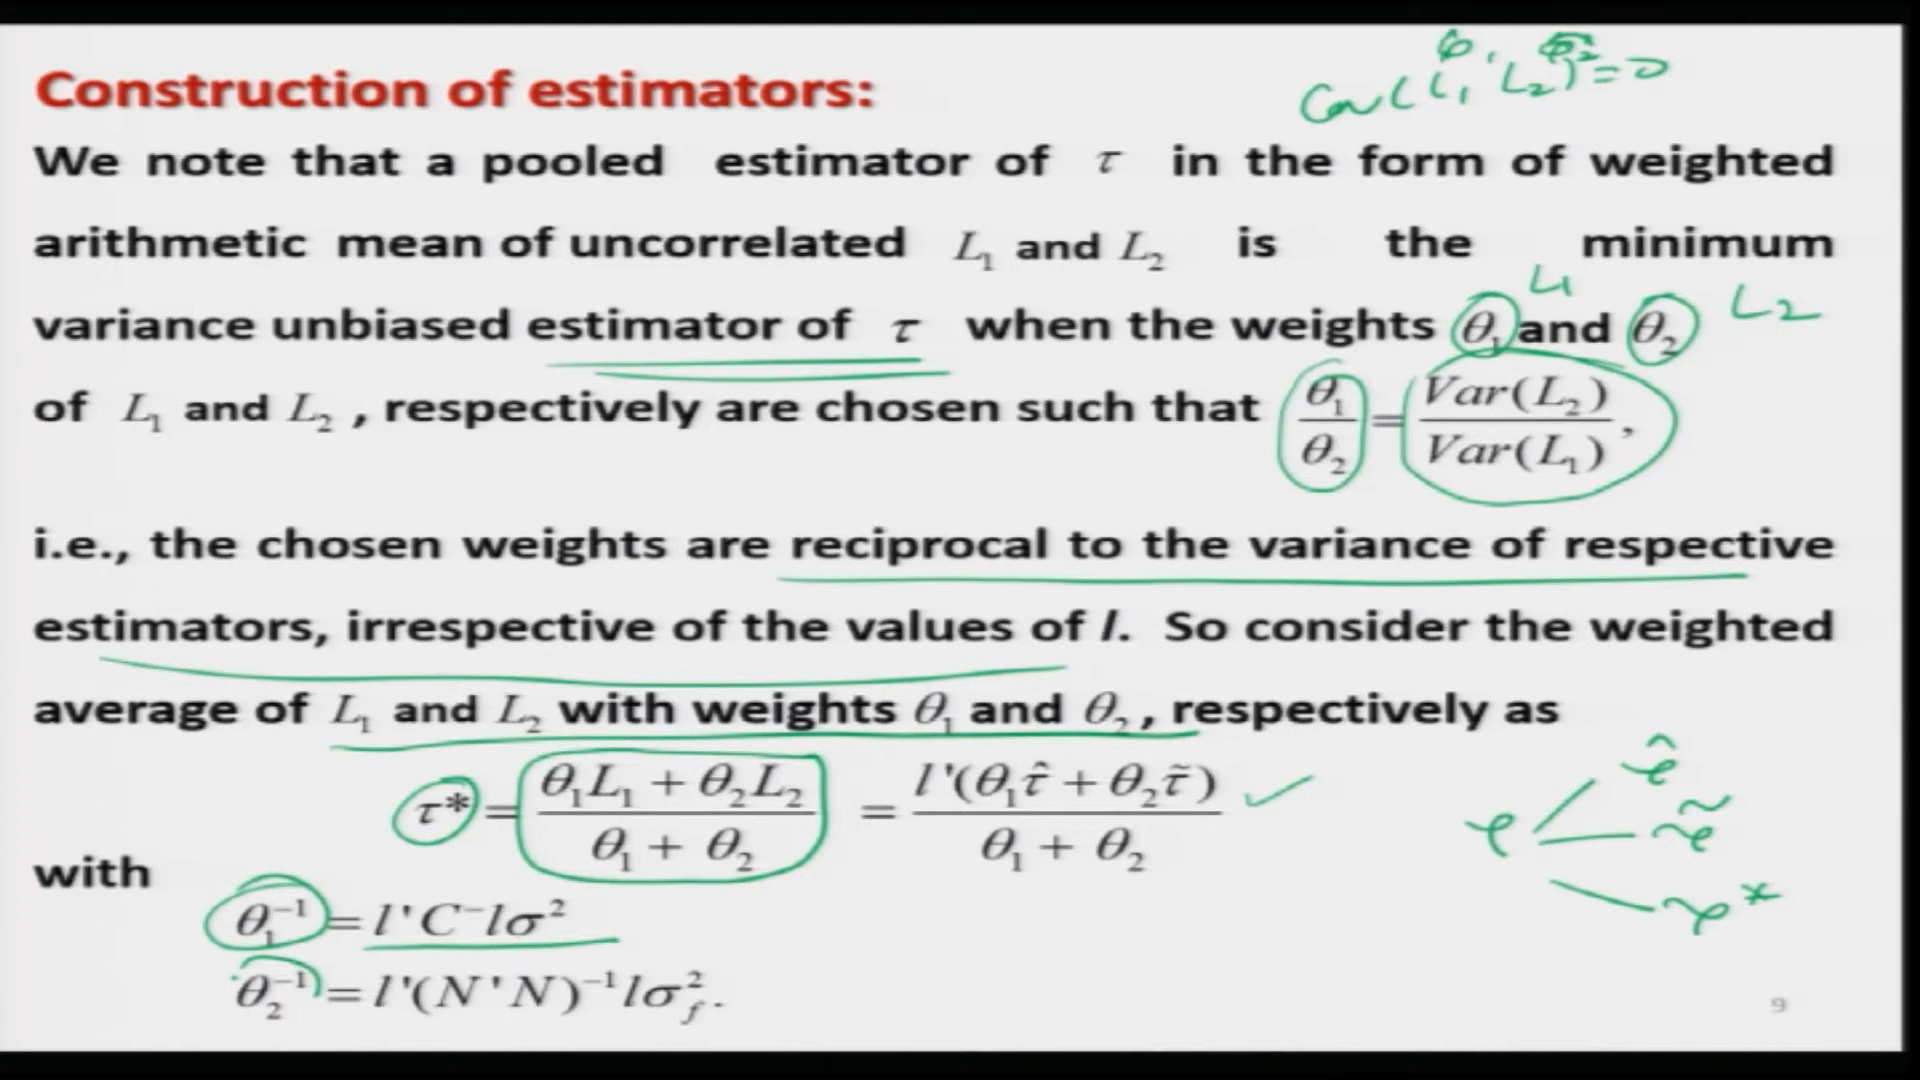 Construction of estimators:
Cov(L₁, L₂)=0
We note that a pooled estimator of τ in the form of weighted
arithmetic mean of uncorrelated L₁ and L₂ is the minimum
L1
L2
variance unbiased estimator of τ when the weights θ₁ and θ₂
of L₁ and L₂ , respectively are chosen such that θ₁/θ₂ = Var(L₂)/Var(L₁),
i.e., the chosen weights are reciprocal to the variance of respective
estimators, irrespective of the values of l. So consider the weighted
average of L₁ and L₂ with weights θ₁ and θ₂, respectively as
τ* = (θ₁L₁ + θ₂L₂)/(θ₁ + θ₂) = l'(θ₁τ̂ + θ₂τ̃)/(θ₁ + θ₂)
with
θ₁⁻¹ = l'C⁻lσ²
θ₂⁻¹ = l'(N'N)⁻¹lσ_f².
9